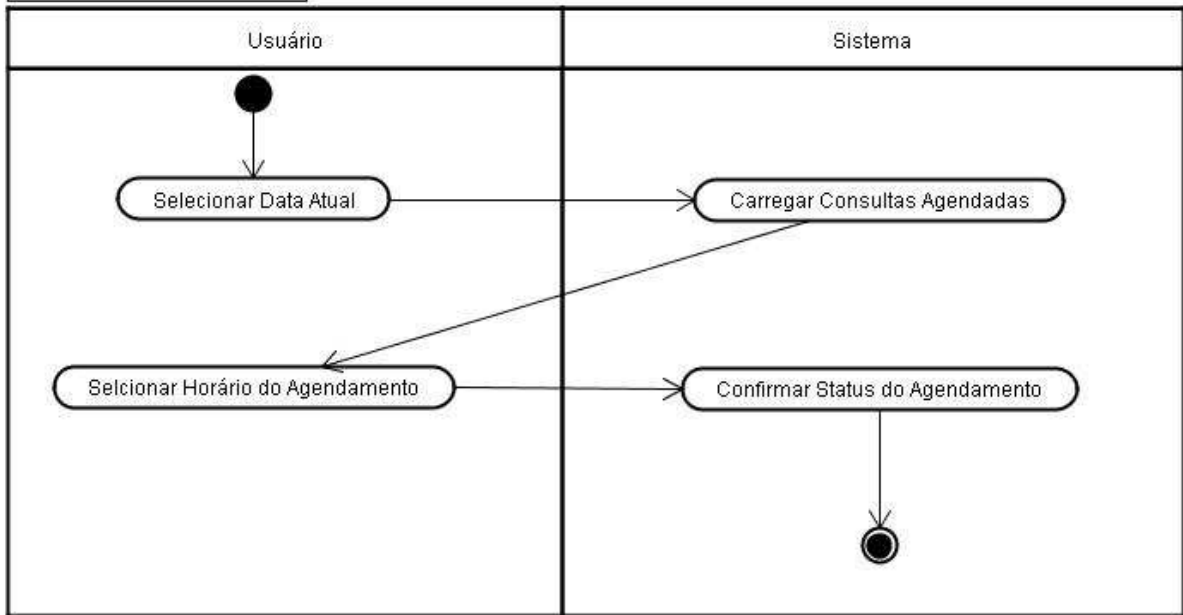 Usuário
Sistema
Selecionar Data Atual
Carregar Consultas Agendadas
Selcionar Horário do Agendamento
Confirmar Status do Agendamento